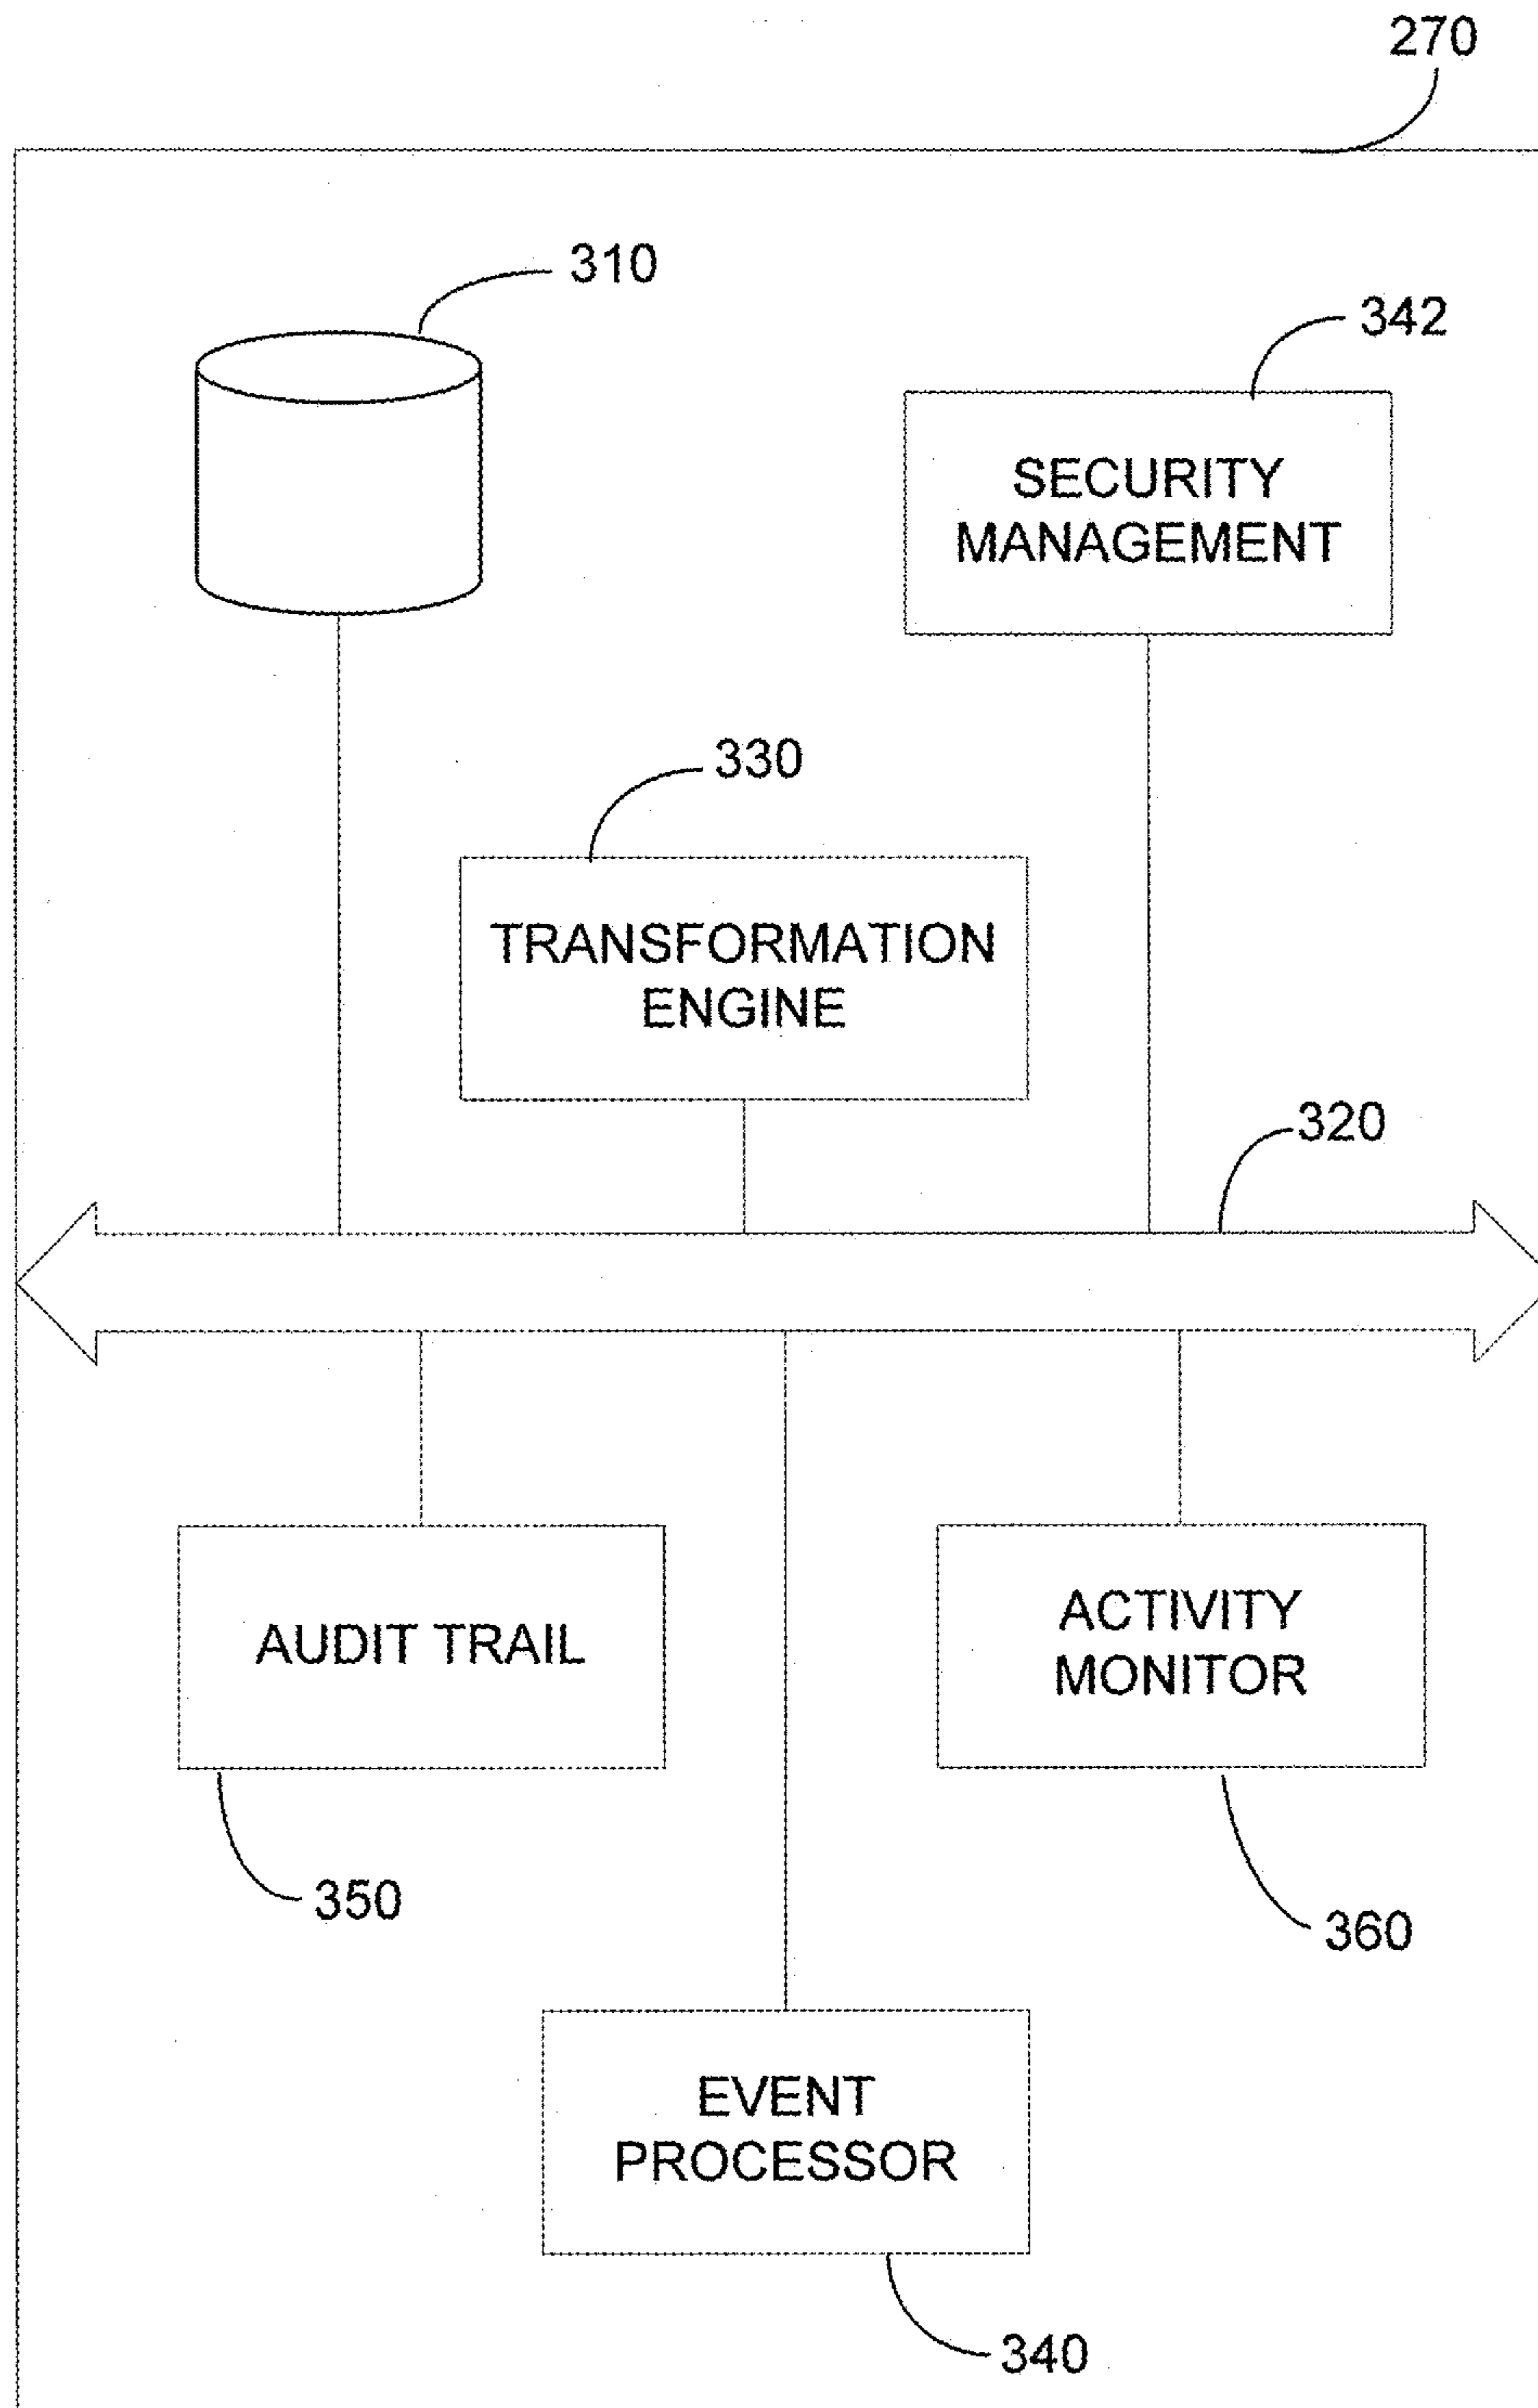 270
310
342
SECURITY
MANAGEMENT
330
TRANSFORMATION
ENGINE
320
AUDIT TRAIL
ACTIVITY
MONITOR
350
360
EVENT
PROCESSOR
340